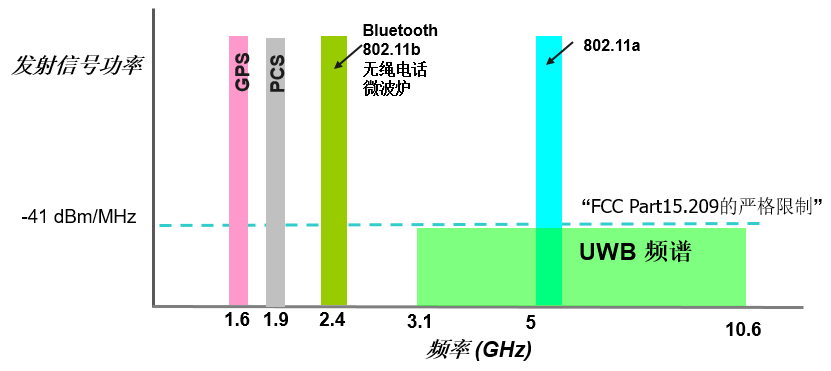 发射信号功率
GPS
PCS
Bluetooth
802.11b
无绳电话
微波炉
802.11a
-41 dBm/MHz
“FCC Part15.209的严格限制”
UWB 频谱
1.6
1.9
2.4
3.1
5
10.6
频率 (GHz)